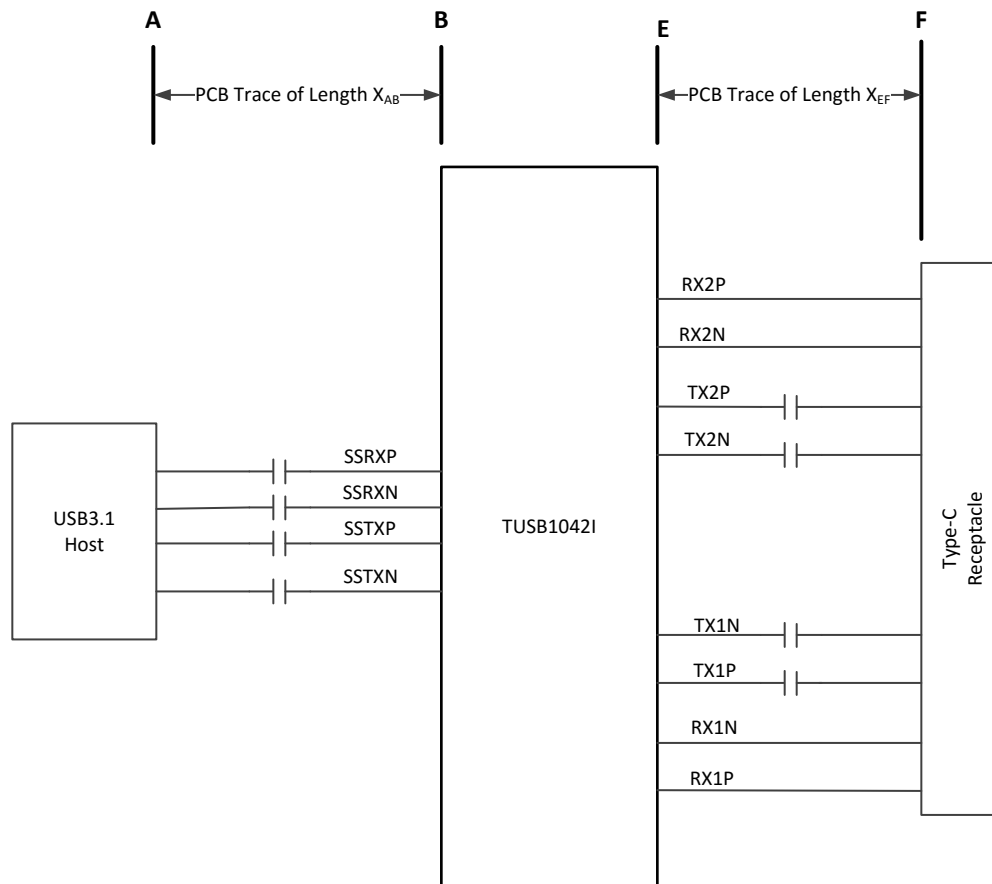 A B E F
PCB Trace of Length XAB PCB Trace of Length XEF
RX2P
RX2N
TX2P
TX2N
SSRXP
SSRXN
SSTXP
SSTXN
USB3.1
Host
TUSB1042I
Type-C
Receptacle
TX1N
TX1P
RX1N
RX1P